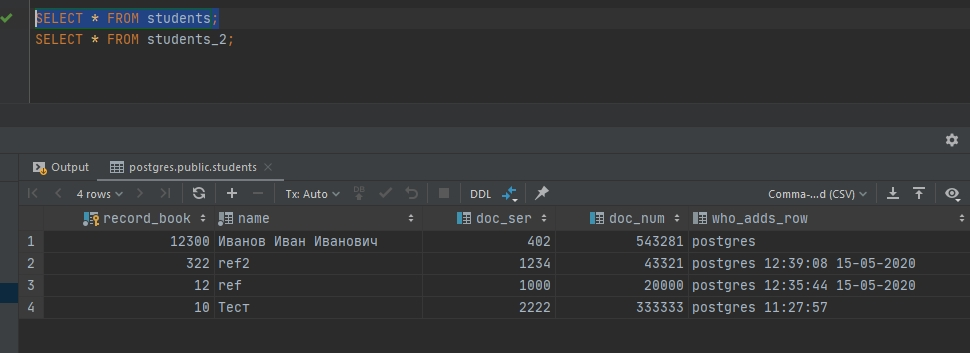 SELECT * FROM students;
SELECT * FROM students_2;
Output postgres.public.students
4 rows Tx: Auto DB DDL Comma-...d (CSV)
record_book name doc_ser doc_num who_adds_row
1 12300 Иванов Иван Иванович 402 543281 postgres
2 322 ref2 1234 43321 postgres 12:39:08 15-05-2020
3 12 ref 1000 20000 postgres 12:35:44 15-05-2020
4 10 Тест 2222 333333 postgres 11:27:57